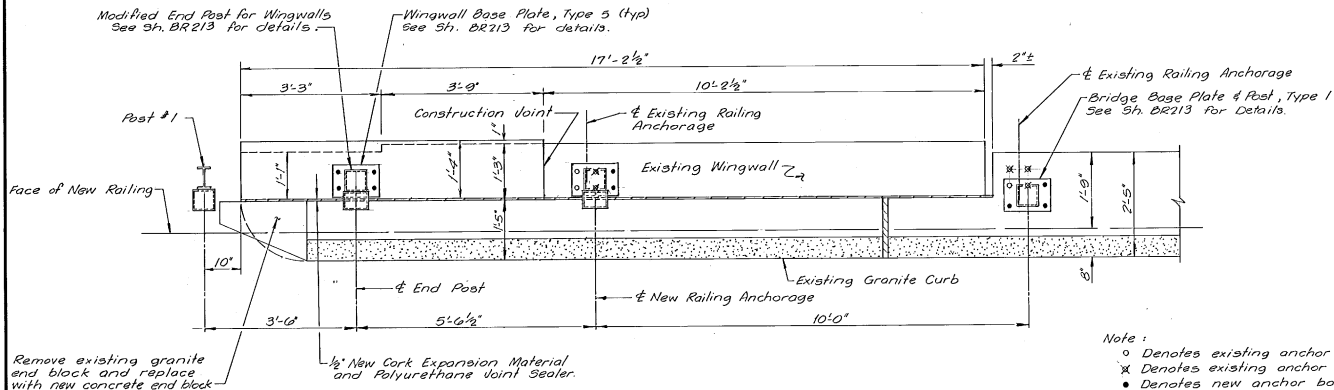 Modified End Post for Wingwalls
See Sh. BR213 for details.
Wingwall Base Plate, Type 5 (typ)
See Sh. BR213 for details.
17'-2½"
2"±
3'-3"
3'-9"
10'-2½"
℄ Existing Railing Anchorage
Bridge Base Plate & Post, Type 1
See Sh. BR213 for Details.
Post #1
Construction Joint
℄ Existing Railing
Anchorage
1"
1'-1"
1'-4"
1'-3"
Existing Wingwall
1'-9"
2'-5"
Face of New Railing
1'-5"
8"
10"
Existing Granite Curb
℄ End Post
℄ New Railing Anchorage
3'-6"
5'-6½"
10'-0"
Remove existing granite
end block and replace
with new concrete end block
½" New Cork Expansion Material
and Polyurethane Joint Sealer.
Note:
Denotes existing anchor
Denotes existing anchor
Denotes new anchor bo